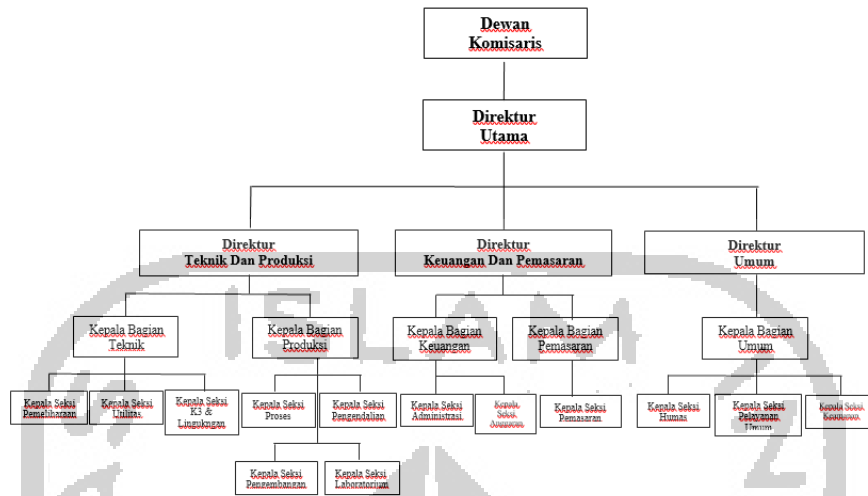 Dewan
Komisaris
Direktur
Utama
Direktur
Teknik Dan Produksi
Direktur
Keuangan Dan Pemasaran
Direktur
Umum
ISLAM
Kepala Bagian
Teknik
Kepala Bagian
Produksi
Kepala Bagian
Keuangan
Kepala Bagian
Pemasaran
Kepala Bagian
Umum
Kepala Seksi
Pemeliharaan
Kepala Seksi
Utilitas
Kepala Seksi
K3 &
Lingukngan
Kepala Seksi
Proses
Kepala Seksi
Pengendalian
Kepala Seksi
Administrasi
Kepala
Seksi
Anggaran
Kepala Seksi
Pemasaran
Kepala Seksi
Humas
Kepala Seksi
Pelayanan
Umum
Kepala Seksi
Kepala Seksi
Pengembangan
Kepala Seksi
Laboratorium